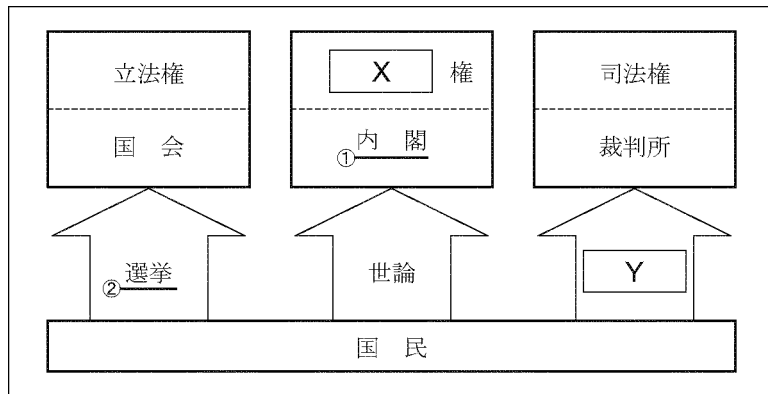 立法権
国　会
X 権
①内　閣
司法権
裁判所
②選挙
世論
Y
国　民